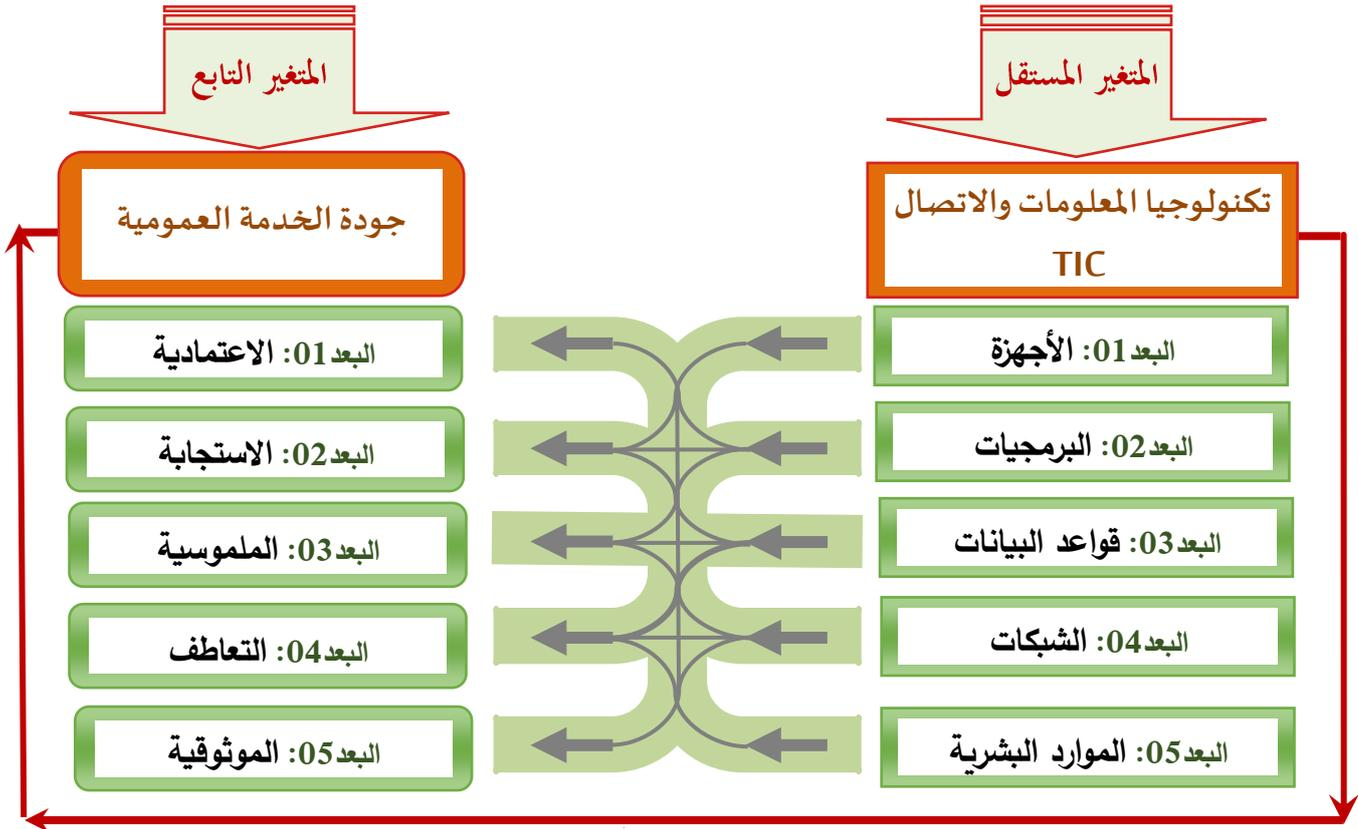 المتغير المستقل
تكنولوجيا المعلومات والاتصال
TIC
البعد01: الأجهزة
البعد02: البرمجيات
البعد03: قواعد البيانات
البعد04: الشبكات
البعد05: الموارد البشرية
المتغير التابع
جودة الخدمة العمومية
البعد01: الاعتمادية
البعد02: الاستجابة
البعد03: الملموسية
البعد04: التعاطف
البعد05: الموثوقية